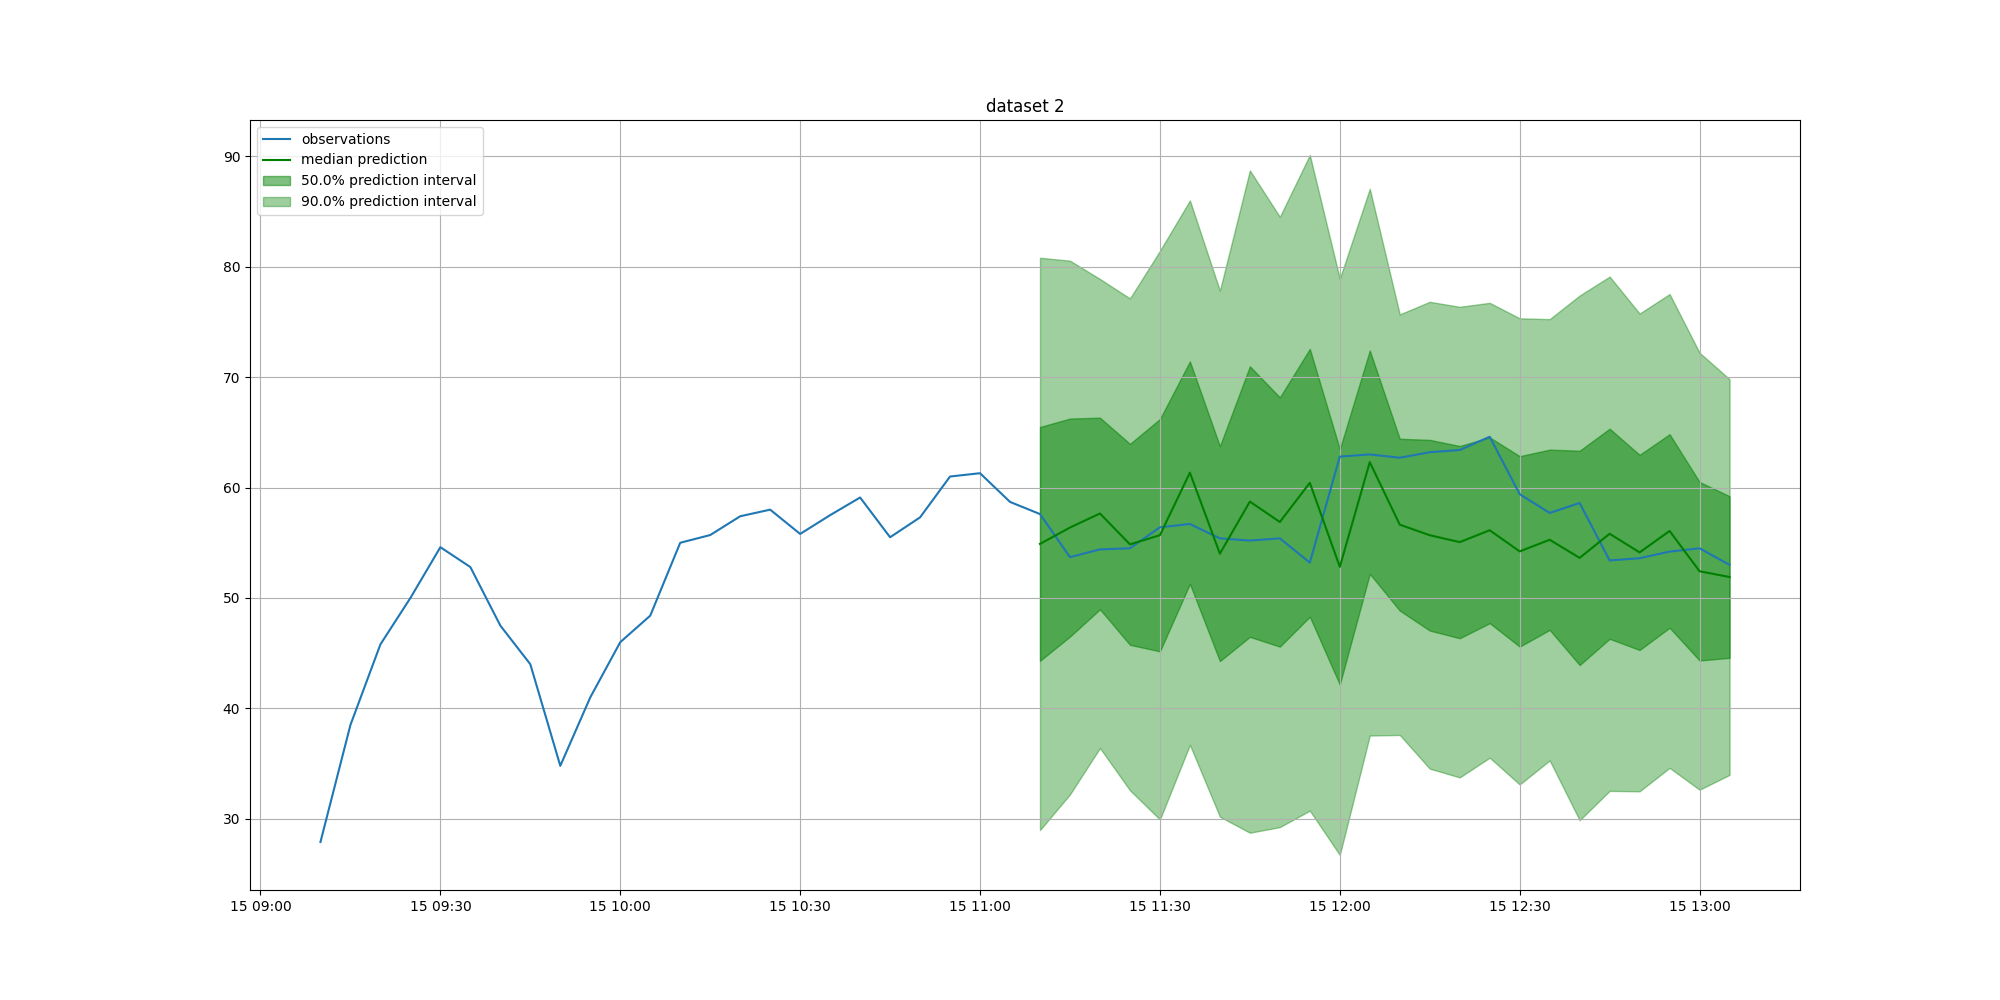 dataset 2
observations
median prediction
50.0% prediction interval
90.0% prediction interval
90
80
70
60
50
40
30
15 09:00 15 09:30 15 10:00 15 10:30 15 11:00 15 11:30 15 12:00 15 12:30 15 13:00